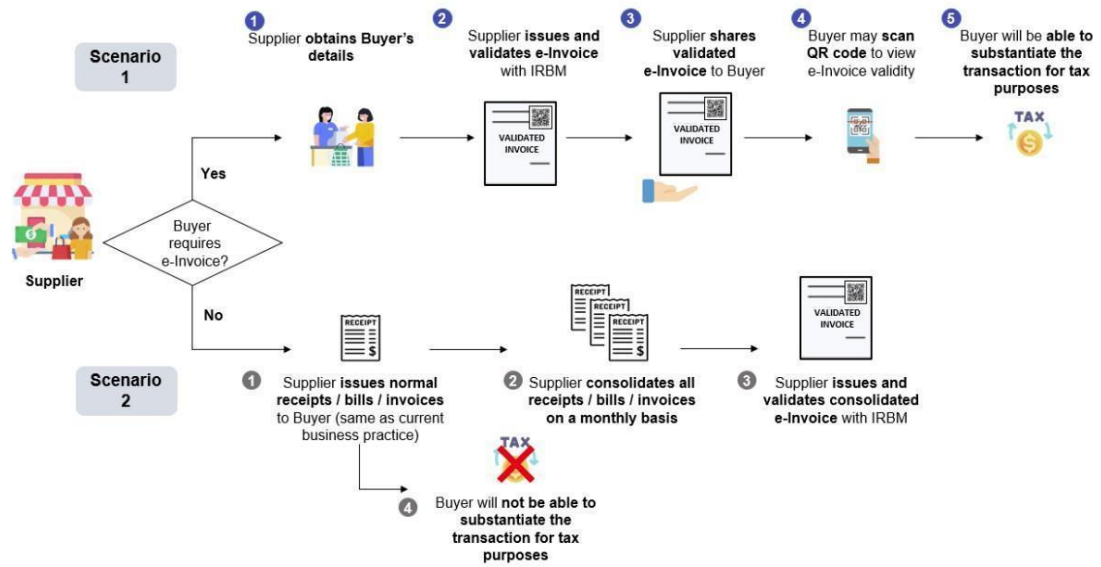 Scenario
1
1
Supplier obtains Buyer's
details
2
Supplier issues and
validates e-Invoice
with IRBM
VALIDATED
INVOICE
3
Supplier shares
validated
e-Invoice to Buyer
VALIDATED
INVOICE
4
Buyer may scan
QR code to view
e-Invoice validity
5
Buyer will be able to
substantiate the
transaction for tax
purposes
TAX
$
Yes
Buyer
requires
e-Invoice?
$
Supplier
No
Scenario
2
RECEIPT
$
1
Supplier issues normal
receipts / bills / invoices
to Buyer (same as current
business practice)
RECEIPT
$
2
Supplier consolidates all
receipts / bills / invoices
on a monthly basis
VALIDATED
INVOICE
3
Supplier issues and
validates consolidated
e-Invoice with IRBM
TAX
4
Buyer will not be able to
substantiate the
transaction for tax
purposes